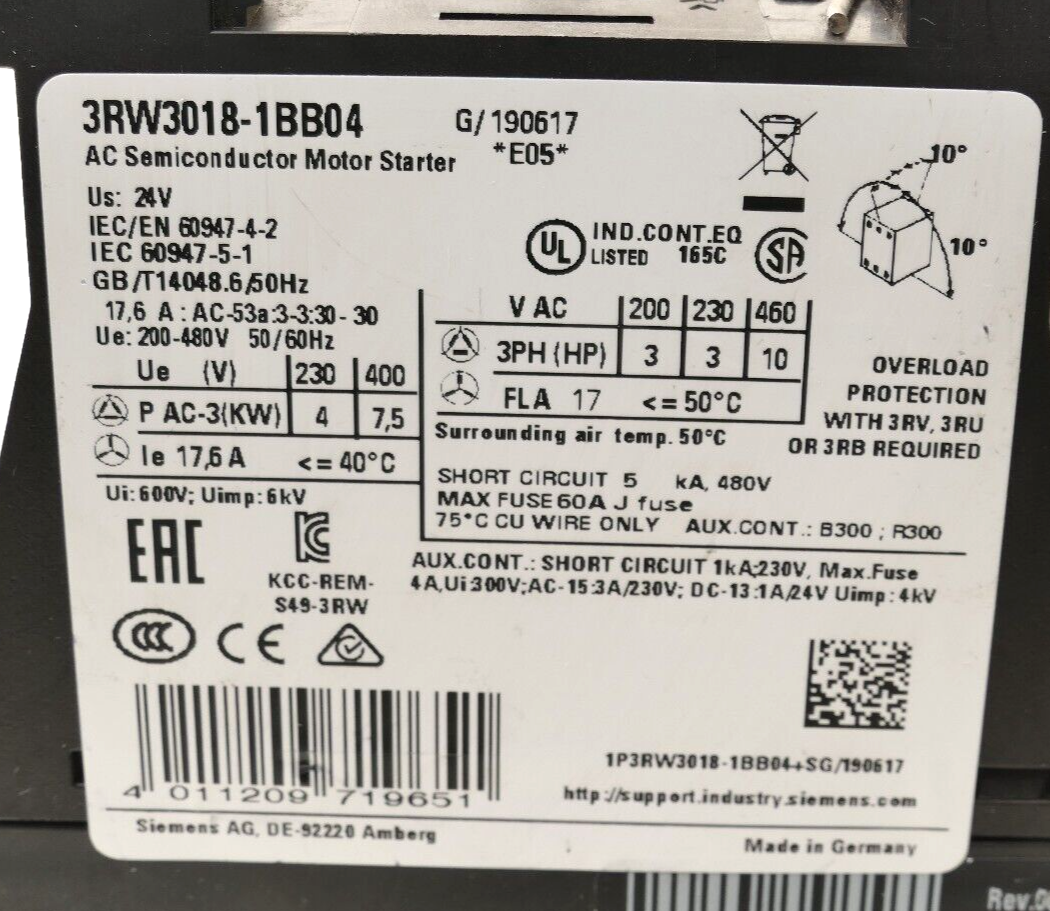 3RW3018-1BB04
G/190617
AC Semiconductor Motor Starter
*E05*
Us: 24V
IEC/EN 60947-4-2
IEC 60947-5-1
GB/T14048.6/50Hz
17,6 A : AC-53a:3-3:30-30
Ue: 200-480V 50/60Hz
Ue (V) 230 400
P AC-3(KW) 4 7,5
Ie 17,6 A <=40°C
Ui:600V; Uimp:6kV
UL
IND.CONT.EQ
LISTED 165C
SA
10°
10°
V AC 200 230 460
3PH (HP) 3 3 10
FLA 17 <=50°C
Surrounding air temp. 50°C
SHORT CIRCUIT 5 kA, 480V
MAX FUSE 60A J fuse
75°C CU WIRE ONLY AUX.CONT.: B300 ; R300
OVERLOAD
PROTECTION
WITH 3RV, 3RU
OR 3RB REQUIRED
AUX.CONT.: SHORT CIRCUIT 1kA;230V, Max.Fuse
4A,Ui:300V;AC-15:3A/230V; DC-13:1A/24V Uimp:4kV
EAC
KCC-REM-
S49-3RW
CCC CE
4 011209 719651
1P3RW3018-1BB04+SG/190617
http://support.industry.siemens.com
Siemens AG, DE-92220 Amberg
Made in Germany